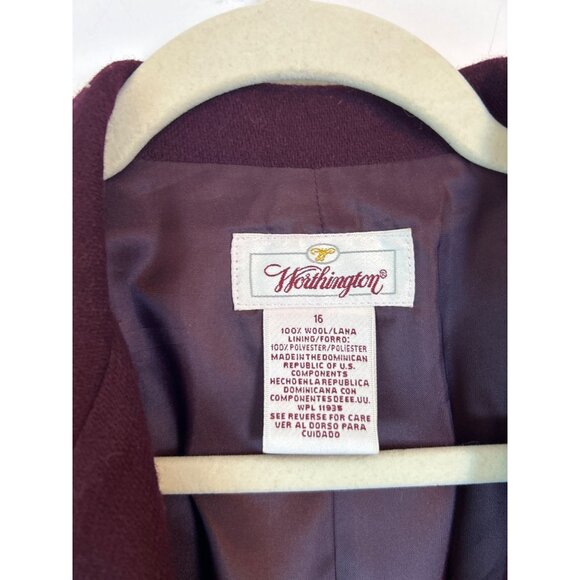 Worthington®
16
100% WOOL/LANA
LINING/FORRO:
100% POLYESTER/POLIESTER
MADE IN THE DOMINICAN
REPUBLIC OF U.S.
COMPONENTS
HECHO EN LA REPUBLICA
DOMINICANA CON
COMPONENTES DE EE.UU.
WPL 11935
SEE REVERSE FOR CARE
VER AL DORSO PARA
CUIDADO